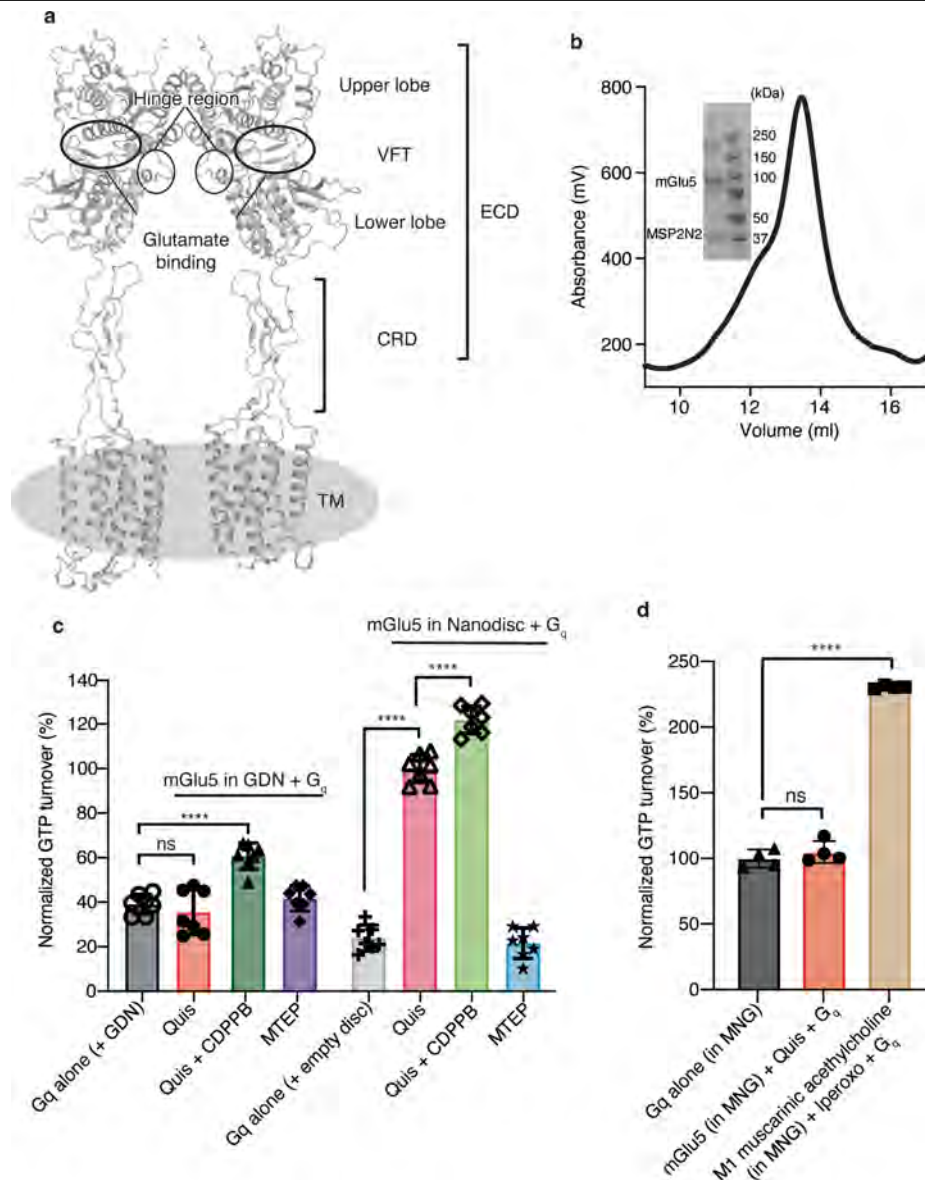 a
Upper lobe
Hinge region
VFT
ECD
Lower lobe
Glutamate
binding
CRD
TM
b
800
600
400
200
Absorbance (mV)
(kDa)
250
150
mGlu5
100
50
MSP2N2
37
10
12
14
16
Volume (ml)
c
mGlu5 in Nanodisc + Gq
****
****
mGlu5 in GDN + Gq
****
ns
140
120
100
80
60
40
20
0
Normalized GTP turnover (%)
Gq alone (+ GDN)
Quis
Quis + CDPPB
MTEP
Gq alone (+ empty disc)
Quis
Quis + CDPPB
MTEP
d
****
ns
250
200
150
100
50
0
Normalized GTP turnover (%)
Gq alone (in MNG)
mGlu5 (in MNG) + Quis + Gq
M1 muscarinic acethylcholine
(in MNG) + Iperoxo + Gq